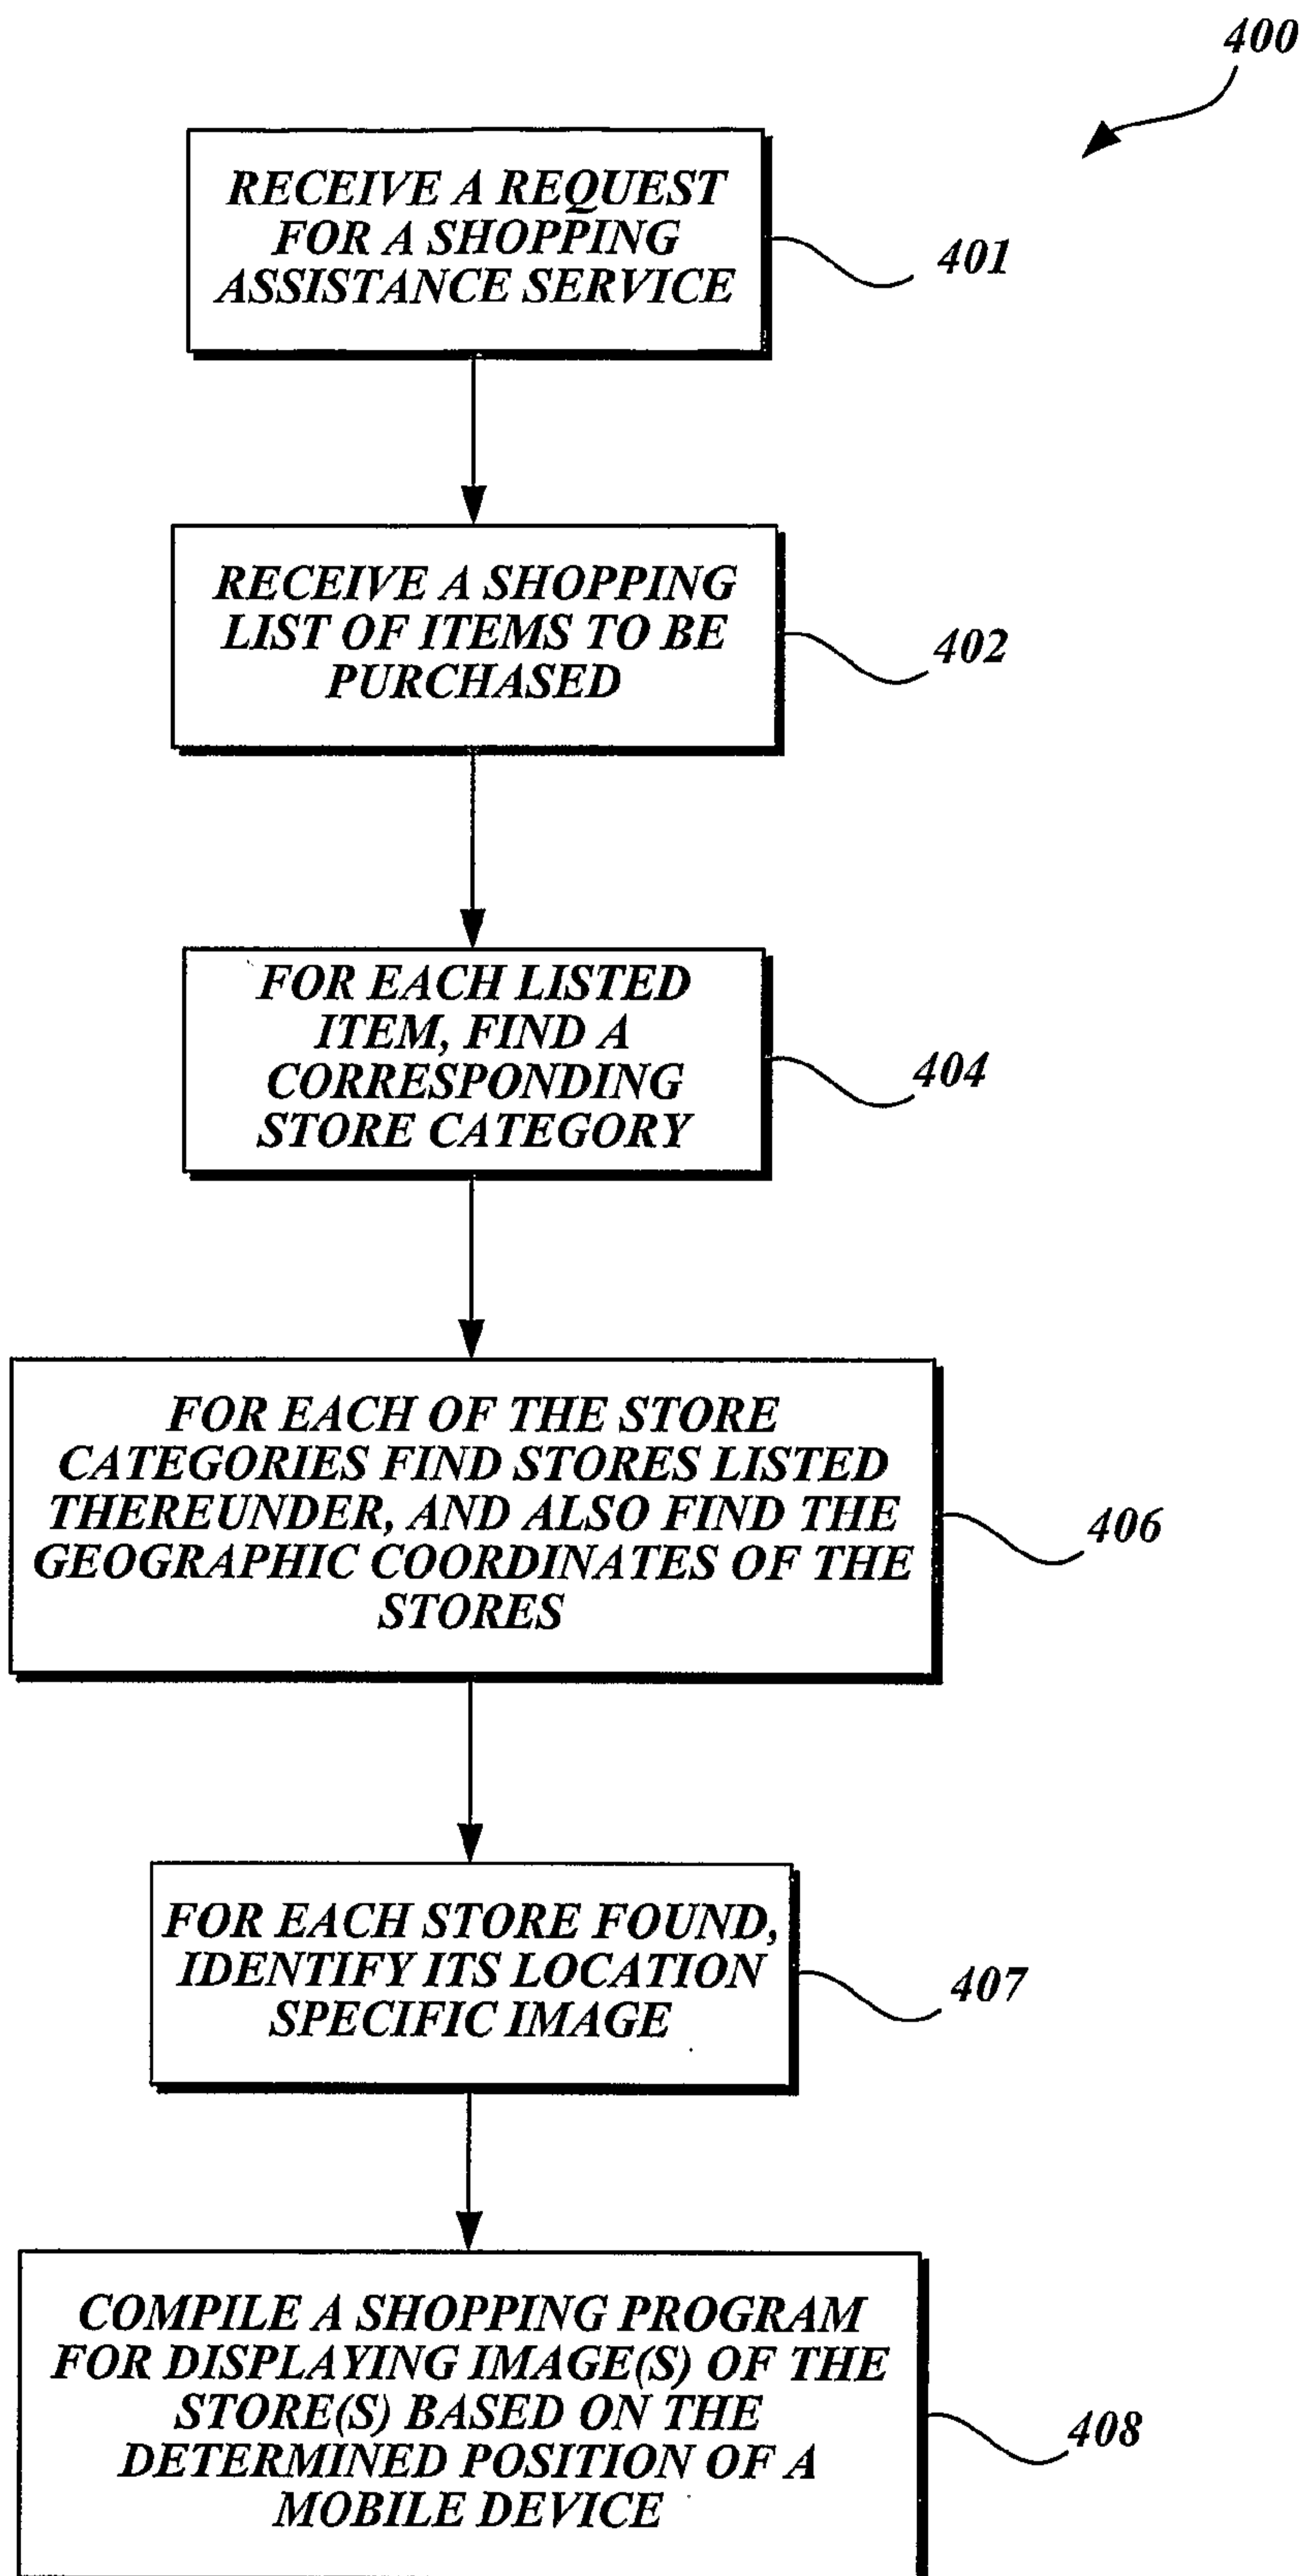 400
RECEIVE A REQUEST
FOR A SHOPPING
ASSISTANCE SERVICE
401
RECEIVE A SHOPPING
LIST OF ITEMS TO BE
PURCHASED
402
FOR EACH LISTED
ITEM, FIND A
CORRESPONDING
STORE CATEGORY
404
FOR EACH OF THE STORE
CATEGORIES FIND STORES LISTED
THEREUNDER, AND ALSO FIND THE
GEOGRAPHIC COORDINATES OF THE
STORES
406
FOR EACH STORE FOUND,
IDENTIFY ITS LOCATION
SPECIFIC IMAGE
407
COMPILE A SHOPPING PROGRAM
FOR DISPLAYING IMAGE(S) OF THE
STORE(S) BASED ON THE
DETERMINED POSITION OF A
MOBILE DEVICE
408